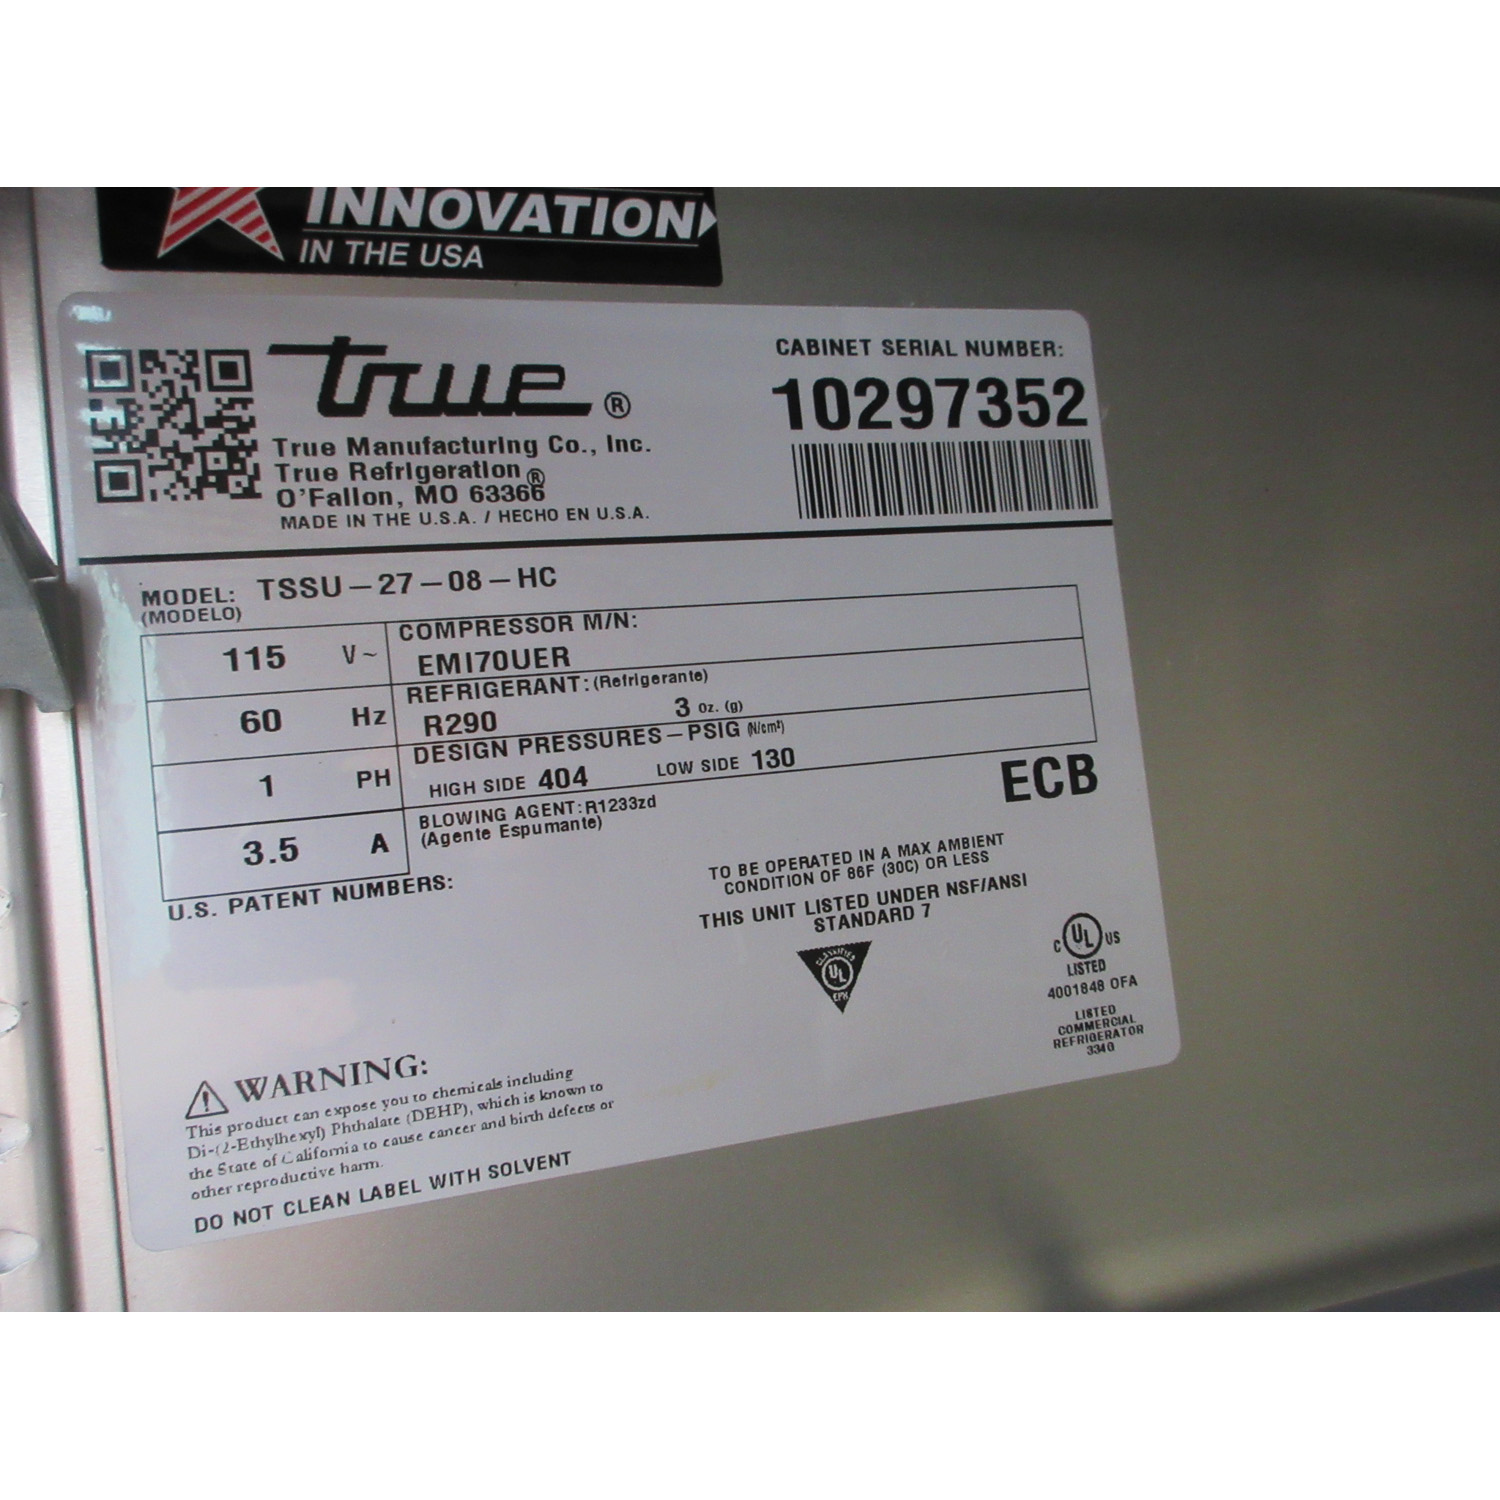 INNOVATION
IN THE USA
true®
True Manufacturing Co., Inc.
True Refrigeration®
O'Fallon, MO 63366
MADE IN THE U.S.A. / HECHO EN U.S.A.
CABINET SERIAL NUMBER:
10297352
MODEL: TSSU-27-08-HC
(MODELO)
115 V~
60 Hz
1 PH
3.5 A
COMPRESSOR M/N:
EMI70UER
REFRIGERANT: (Refrigerante)
R290 3 Oz. (g)
DESIGN PRESSURES-PSIG (N/cm²)
HIGH SIDE 404 LOW SIDE 130
BLOWING AGENT: R1233zd
(Agente Espumante)
ECB
U.S. PATENT NUMBERS:
TO BE OPERATED IN A MAX AMBIENT
CONDITION OF 86F (30C) OR LESS
THIS UNIT LISTED UNDER NSF/ANSI
STANDARD 7
CLASSIFIED
UL
EPH
C UL US
LISTED
4001848 OFA
LISTED
COMMERCIAL
REFRIGERATOR
334G
WARNING:
This product can expose you to chemicals including
Di-(2-Ethylhexyl) Phthalate (DEHP), which is known to
the State of California to cause cancer and birth defects or
other reproductive harm.
DO NOT CLEAN LABEL WITH SOLVENT